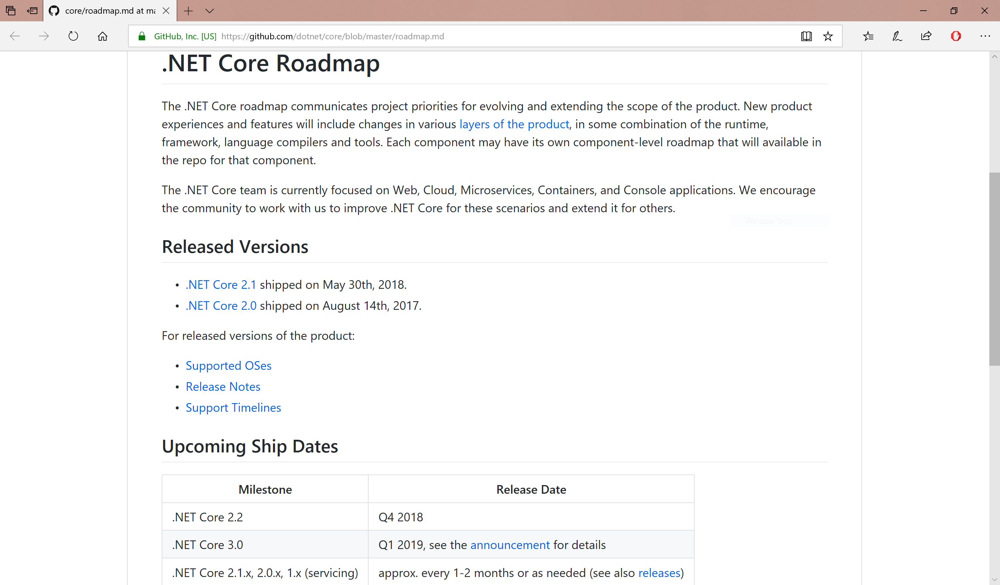 core/roadmap.md at ma
GitHub, Inc. [US] https://github.com/dotnet/core/blob/master/roadmap.md
.NET Core Roadmap
The .NET Core roadmap communicates project priorities for evolving and extending the scope of the product. New product
experiences and features will include changes in various layers of the product, in some combination of the runtime,
framework, language compilers and tools. Each component may have its own component-level roadmap that will available in
the repo for that component.
The .NET Core team is currently focused on Web, Cloud, Microservices, Containers, and Console applications. We encourage
the community to work with us to improve .NET Core for these scenarios and extend it for others.
Window Snip
Released Versions
• .NET Core 2.1 shipped on May 30th, 2018.
• .NET Core 2.0 shipped on August 14th, 2017.
For released versions of the product:
• Supported OSes
• Release Notes
• Support Timelines
Upcoming Ship Dates
Milestone Release Date
.NET Core 2.2 Q4 2018
.NET Core 3.0 Q1 2019, see the announcement for details
.NET Core 2.1.x, 2.0.x, 1.x (servicing) approx. every 1-2 months or as needed (see also releases)